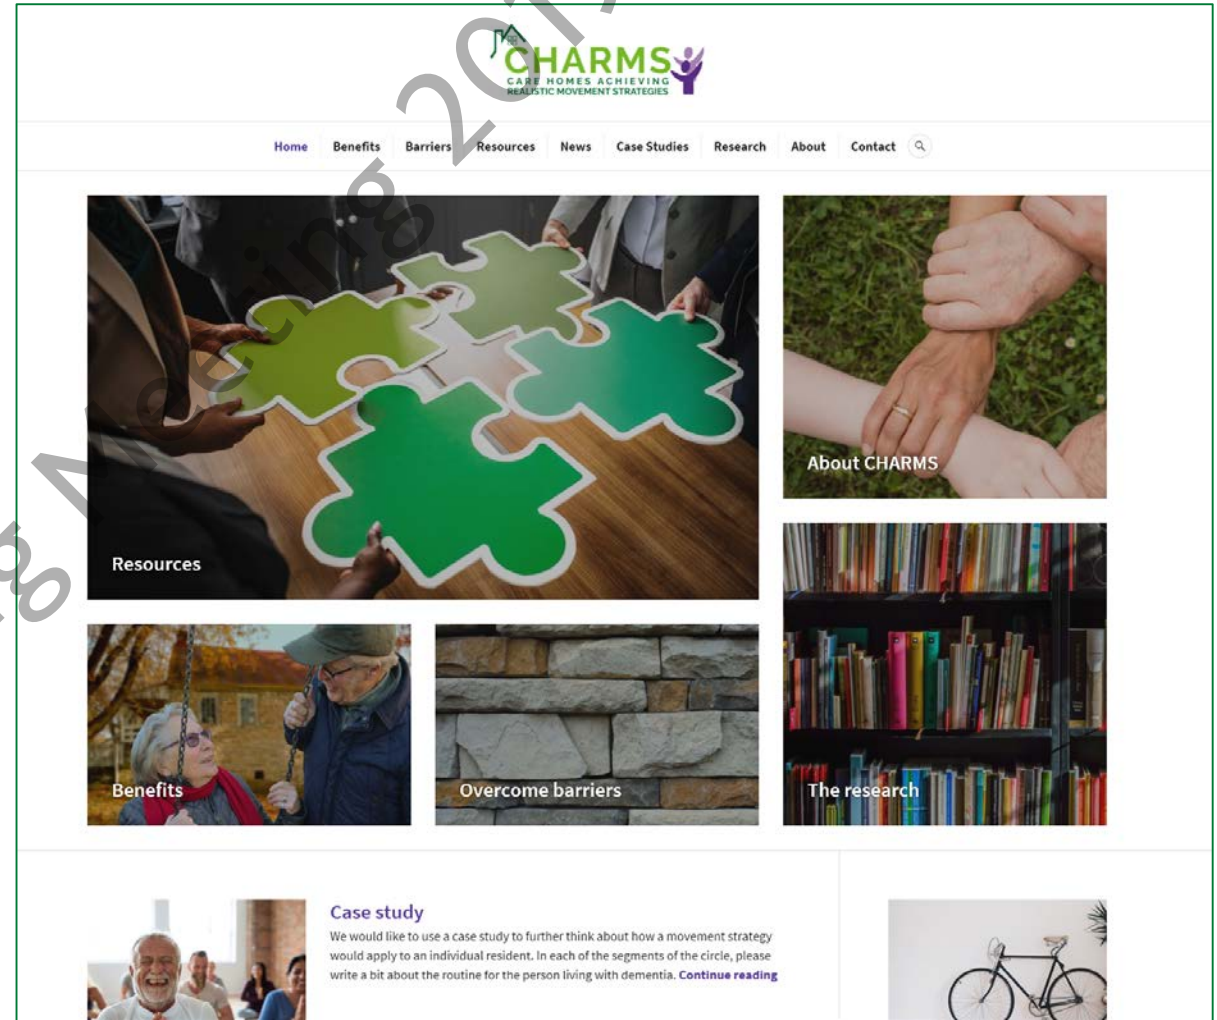 CHARMS
CARE HOMES ACHIEVING
REALISTIC MOVEMENT STRATEGIES
Home Benefits Barriers Resources News Case Studies Research About Contact
Resources
About CHARMS
Benefits
Overcome barriers
The research
Case study
We would like to use a case study to further think about how a movement strategy
would apply to an individual resident. In each of the segments of the circle, please
write a bit about the routine for the person living with dementia. Continue reading
g Meeting 201